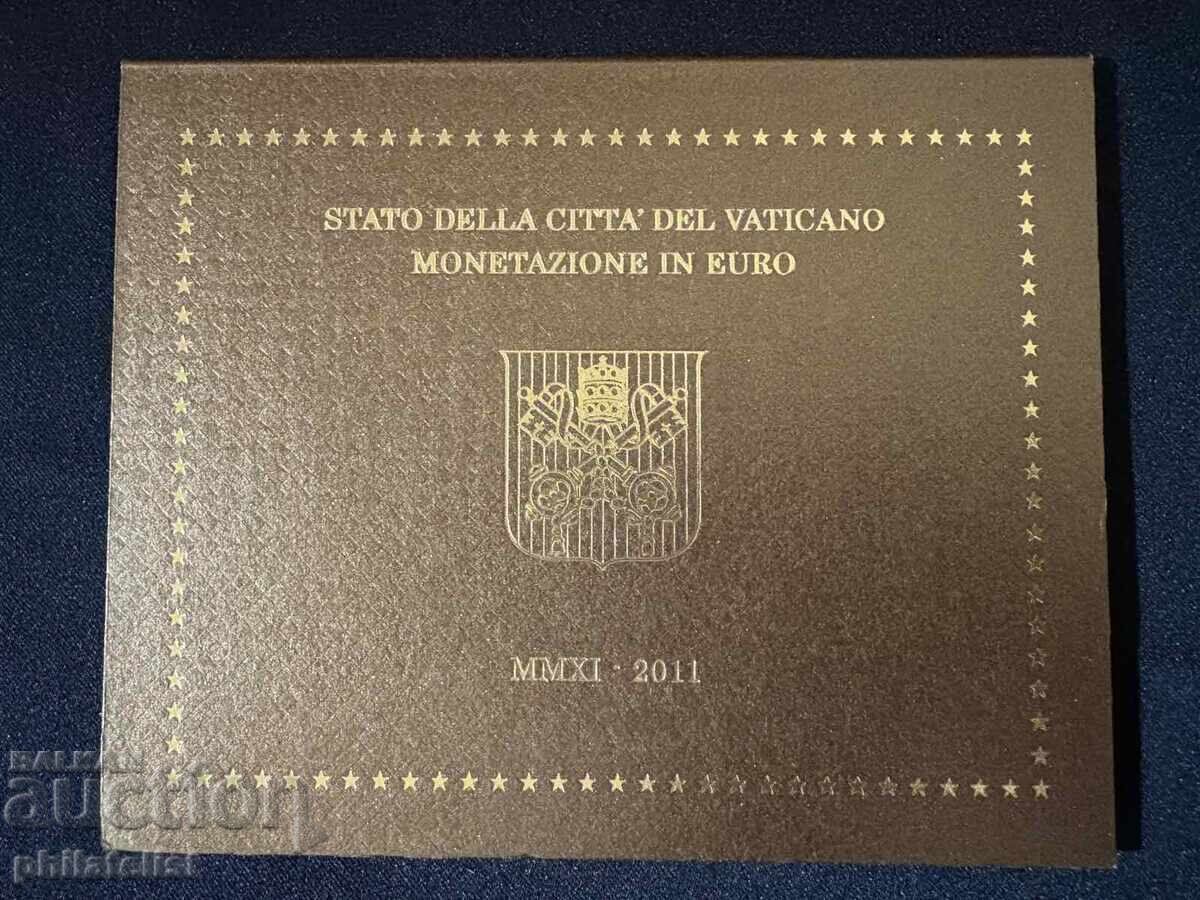 STATO DELLA CITTA' DEL VATICANO
MONETAZIONE IN EURO
MMXI · 2011
BALKAN
auction
philatelist